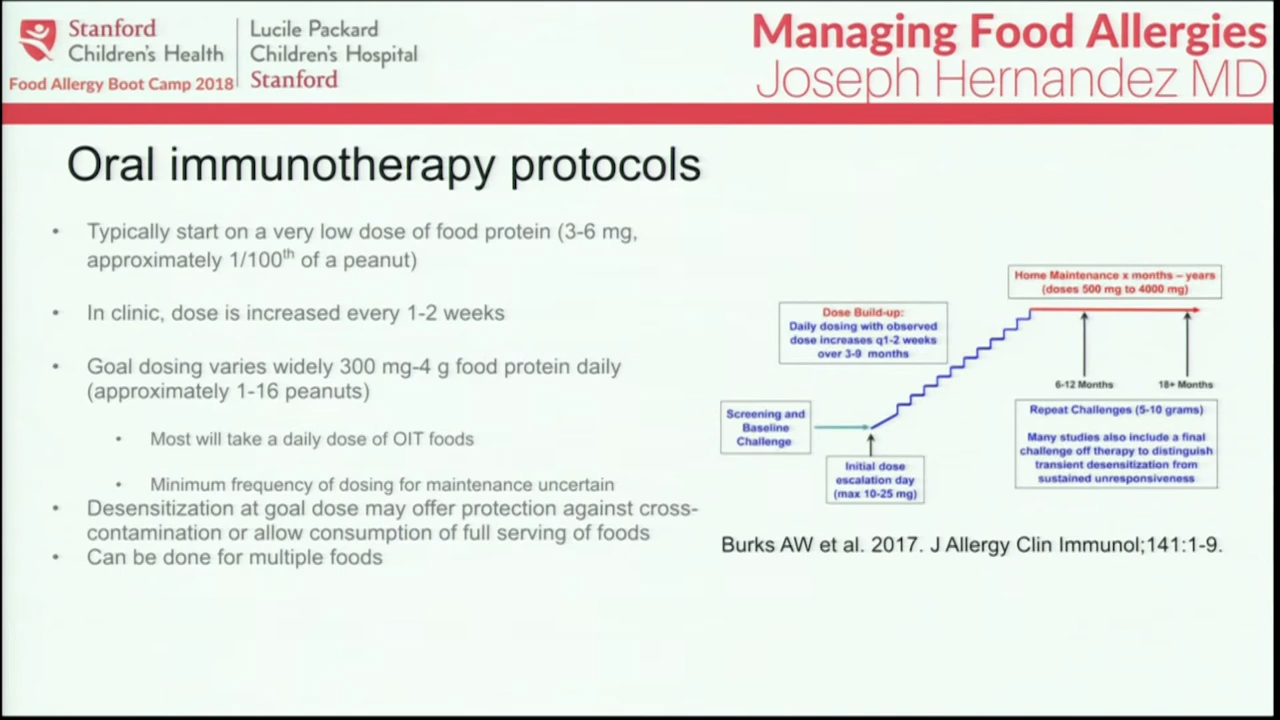 Stanford
Children's Health
Food Allergy Boot Camp 2018
Lucile Packard
Children's Hospital
Stanford
Managing Food Allergies
Joseph Hernandez MD
Oral immunotherapy protocols
• Typically start on a very low dose of food protein (3-6 mg,
approximately 1/100th of a peanut)
• In clinic, dose is increased every 1-2 weeks
• Goal dosing varies widely 300 mg-4 g food protein daily
(approximately 1-16 peanuts)
• Most will take a daily dose of OIT foods
• Minimum frequency of dosing for maintenance uncertain
• Desensitization at goal dose may offer protection against cross-
contamination or allow consumption of full serving of foods
• Can be done for multiple foods
Home Maintenance x months – years
(doses 500 mg to 4000 mg)
Dose Build-up:
Daily dosing with observed
dose increases q1-2 weeks
over 3-9 months
6-12 Months
18+ Months
Screening and
Baseline
Challenge
Initial dose
escalation day
(max 10-25 mg)
Repeat Challenges (5-10 grams)
Many studies also include a final
challenge off therapy to distinguish
transient desensitization from
sustained unresponsiveness
Burks AW et al. 2017. J Allergy Clin Immunol;141:1-9.